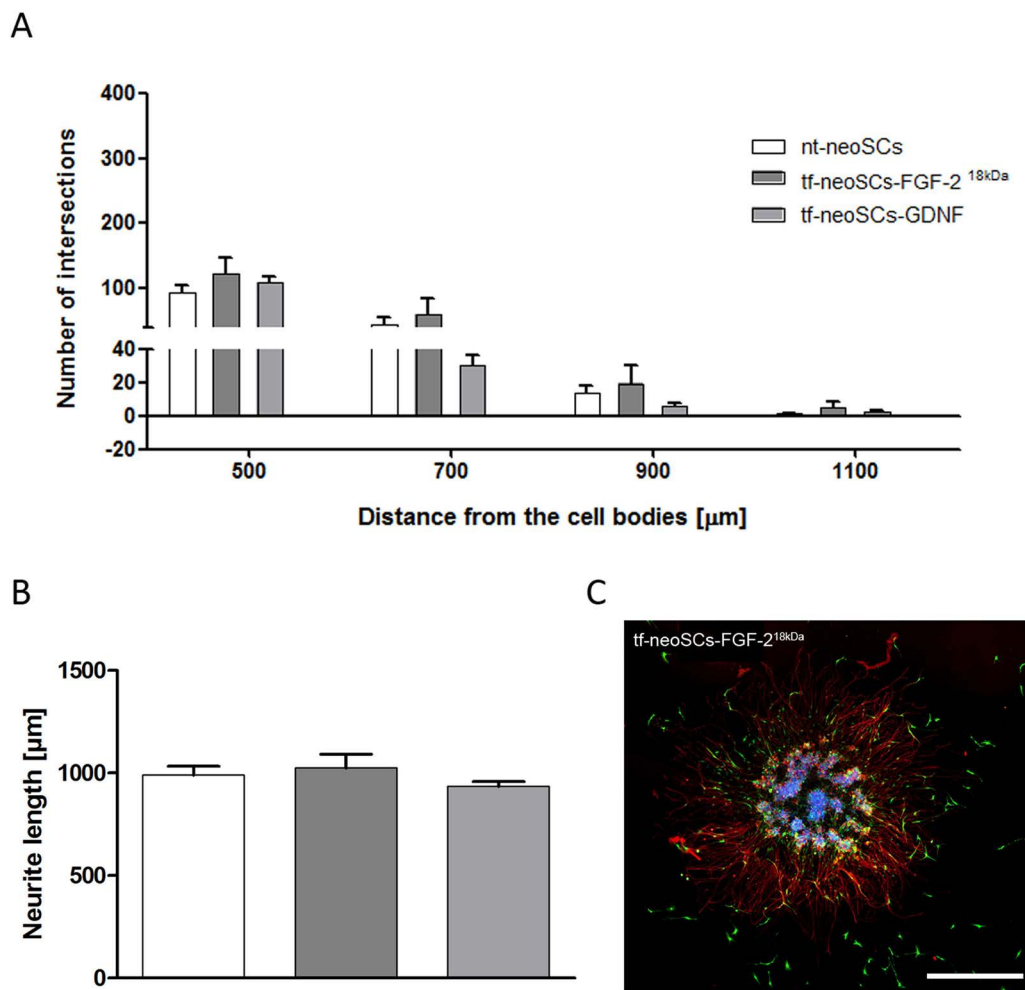 A
400
300
200
100
40
20
0
-20
Number of intersections
nt-neoSCs
tf-neoSCs-FGF-2 18kDa
tf-neoSCs-GDNF
500 700 900 1100
Distance from the cell bodies [µm]
B
1500
1000
500
0
Neurite length [µm]
C
tf-neoSCs-FGF-2 18kDa